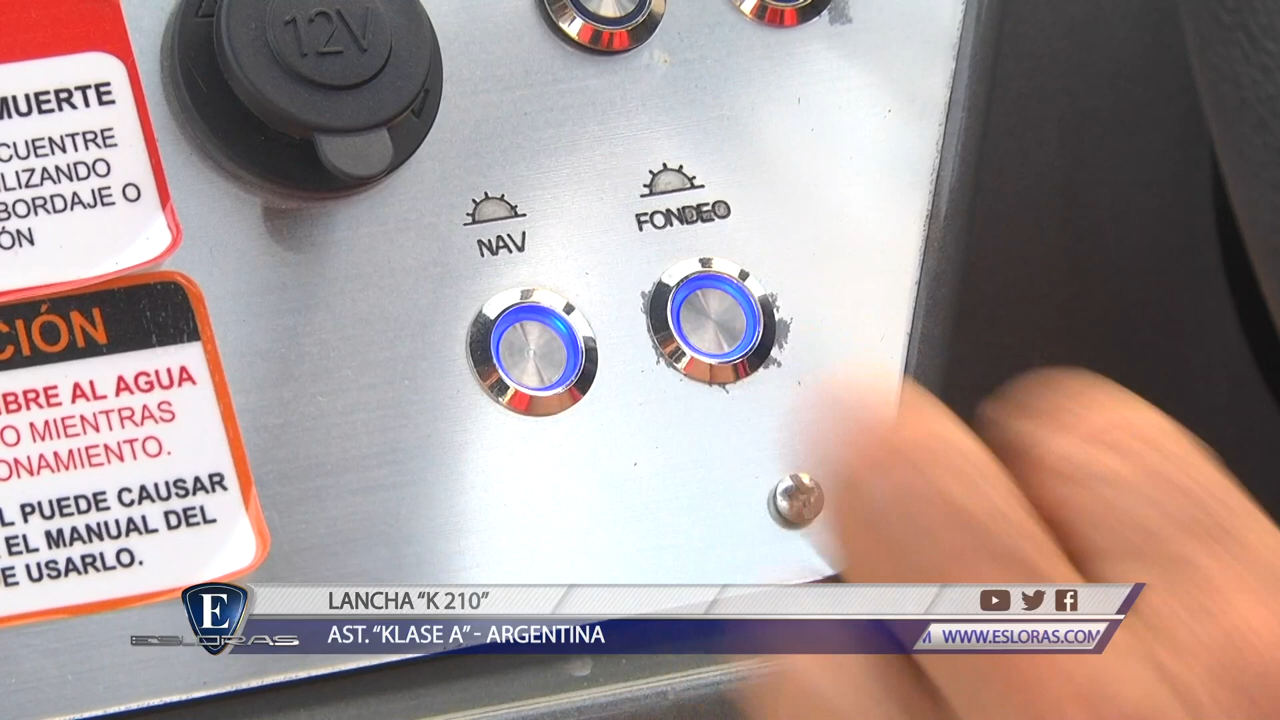 12V
MUERTE
CUENTRE
ILIZANDO
BORDAJE O
ÓN
NAV
FONDEO
CIÓN
BRE AL AGUA
O MIENTRAS
ONAMIENTO.
L PUEDE CAUSAR
EL MANUAL DEL
E USARLO.
E
ESLORAS
LANCHA "K 210"
AST. "KLASE A" - ARGENTINA
M WWW.ESLORAS.COM